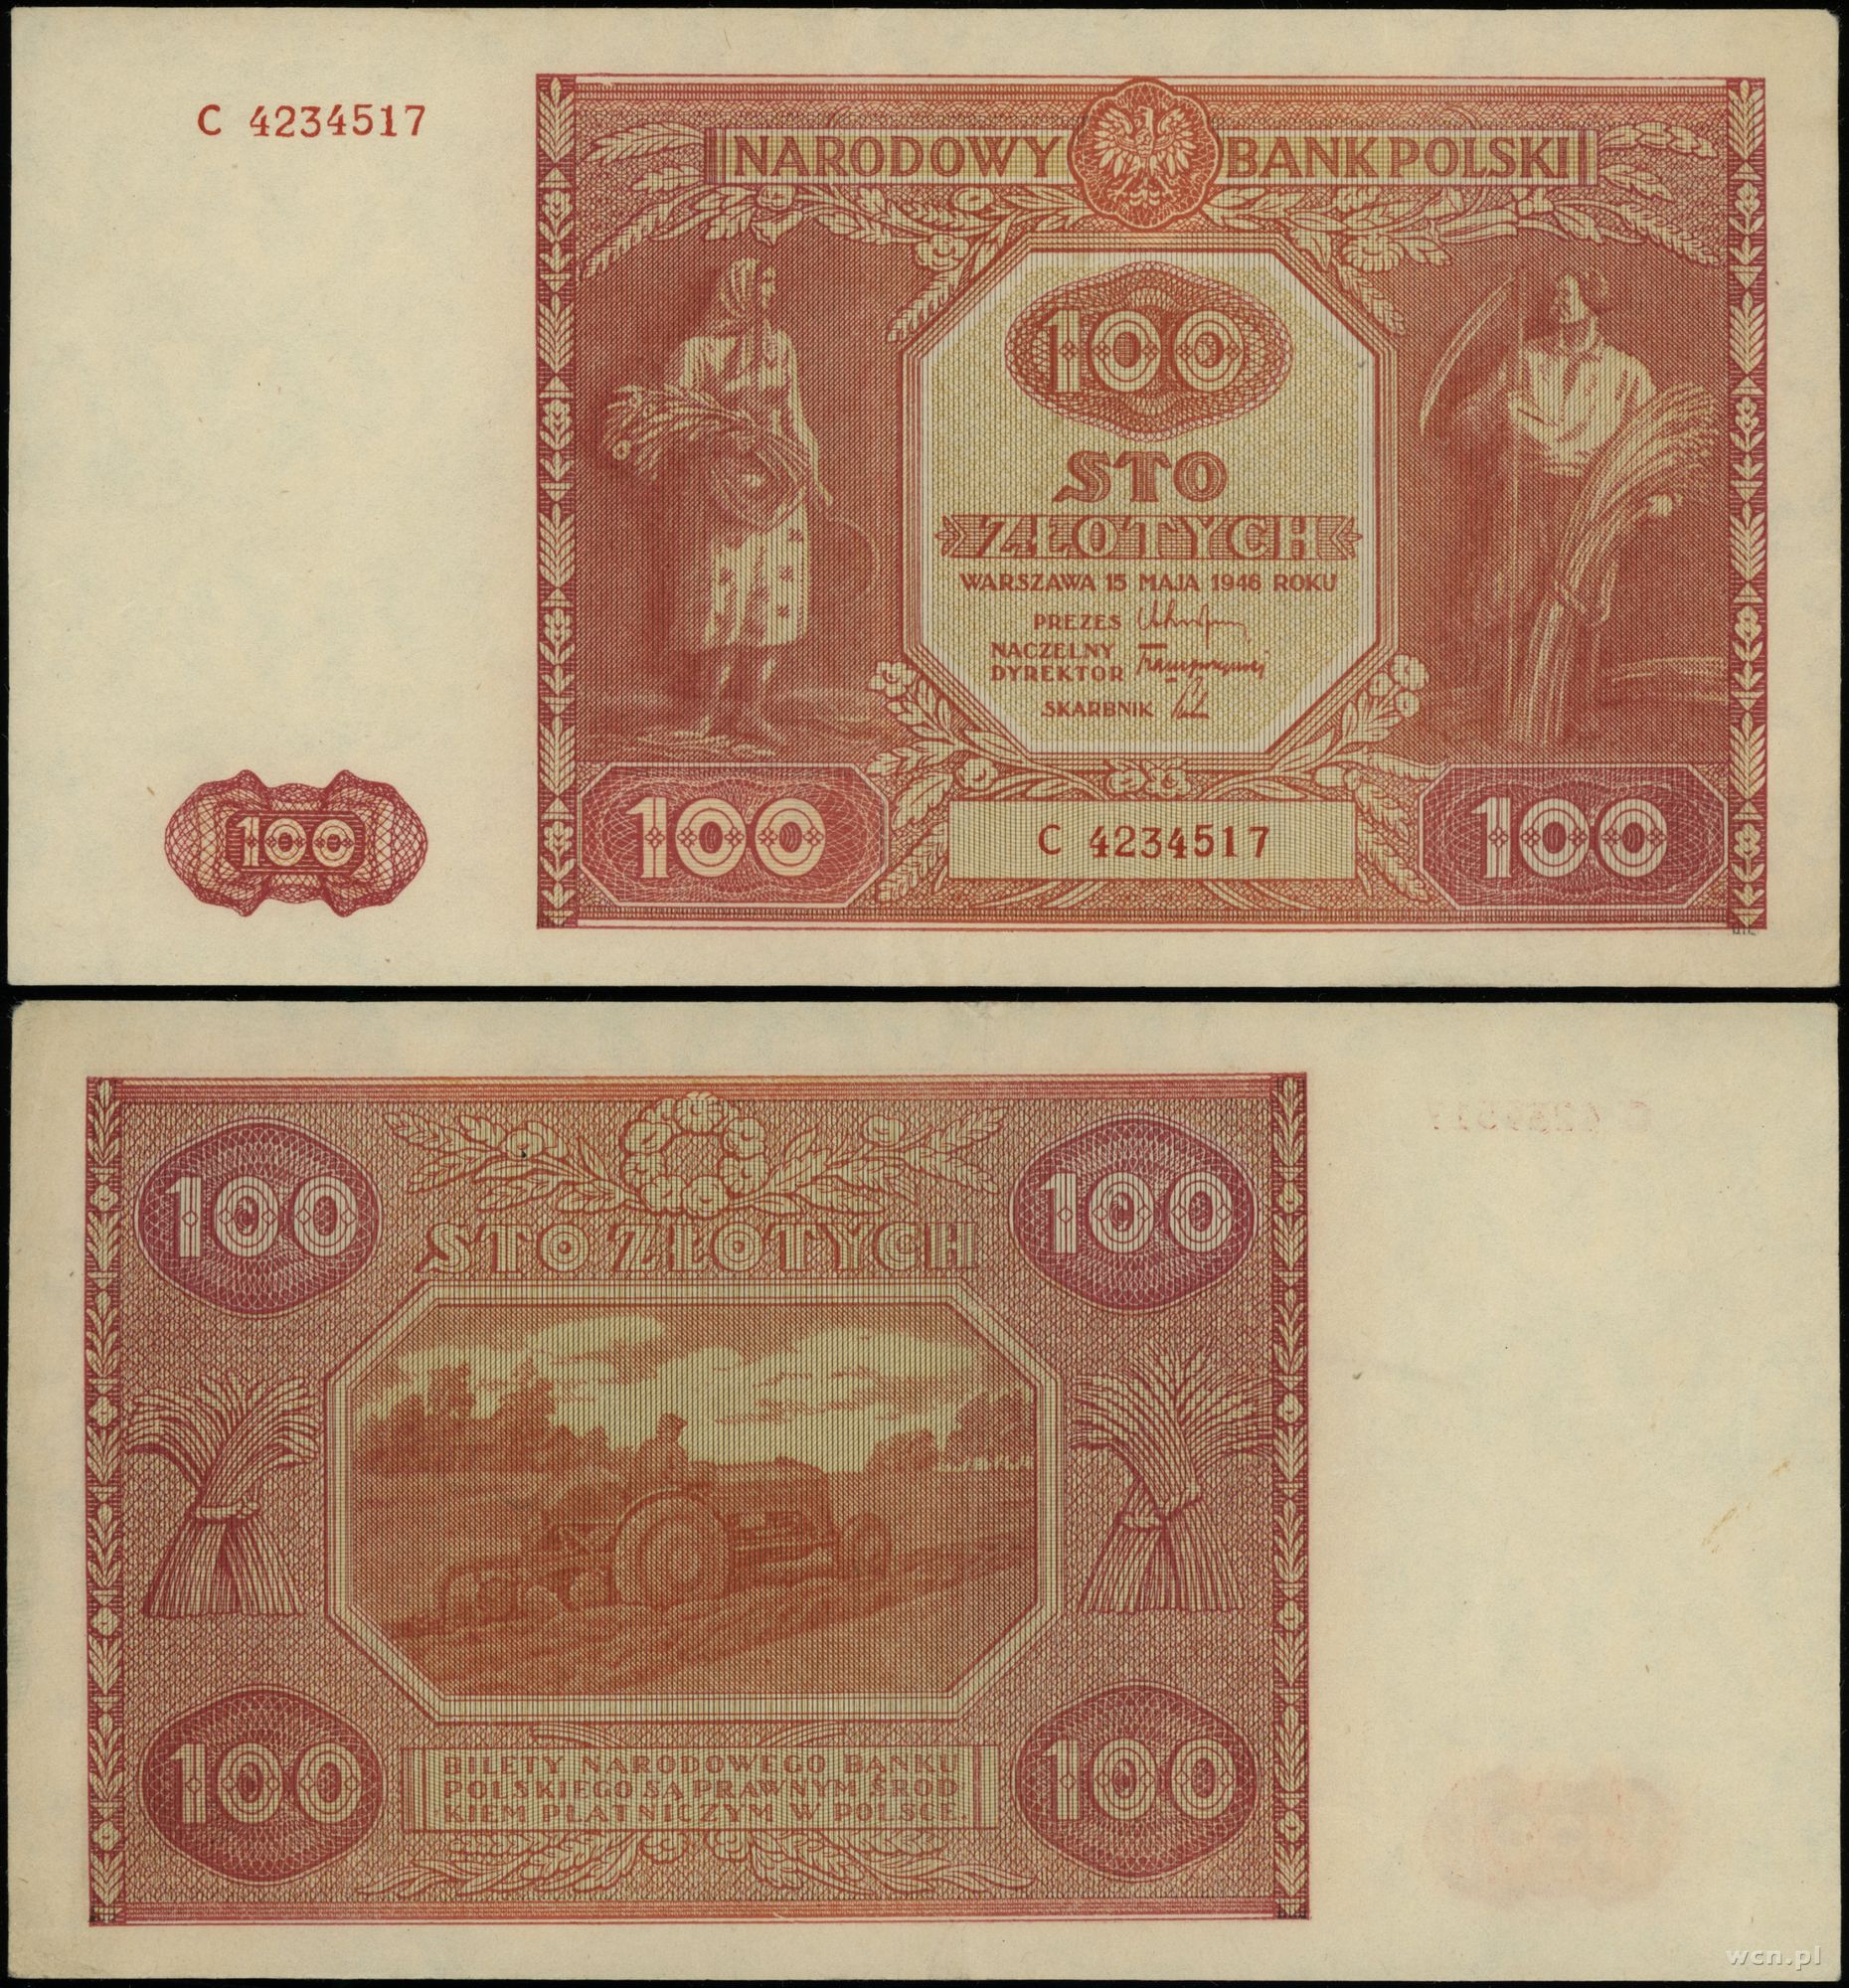 C 4234517
NARODOWY BANK POLSKI
100
STO
ZŁOTYCH
WARSZAWA 15 MAJA 1946 ROKU
PREZES
NACZELNY
DYREKTOR
SKARBNIK
100
100
C 4234517
100
100
100
STO ZŁOTYCH
100
100
BILETY NARODOWEGO BANKU
POLSKIEGO SĄ PRAWNYM ŚROD
KIEM PŁATNICZYM W POLSCE.
wcn.pl